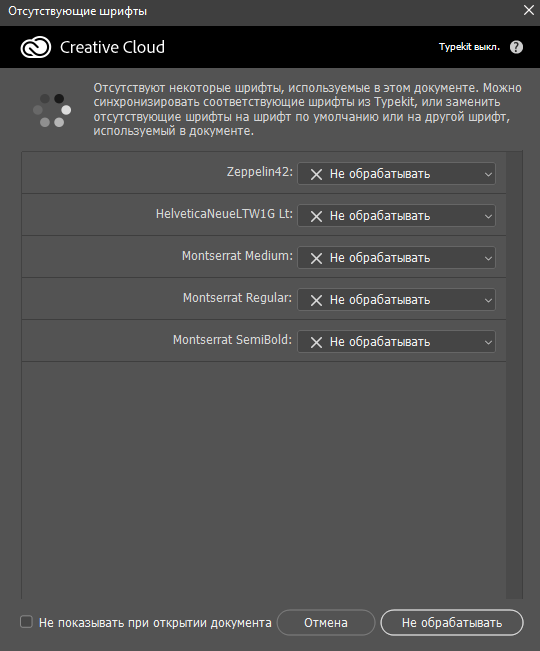 Отсутствующие шрифты
Creative Cloud
Typekit выкл. ?
Отсутствуют некоторые шрифты, используемые в этом документе. Можно
синхронизировать соответствующие шрифты из Typekit, или заменить
отсутствующие шрифты на шрифт по умолчанию или на другой шрифт,
используемый в документе.
Zeppelin42: Не обрабатывать
HelveticaNeueLTW1G Lt: Не обрабатывать
Montserrat Medium: Не обрабатывать
Montserrat Regular: Не обрабатывать
Montserrat SemiBold: Не обрабатывать
Не показывать при открытии документа Отмена Не обрабатывать